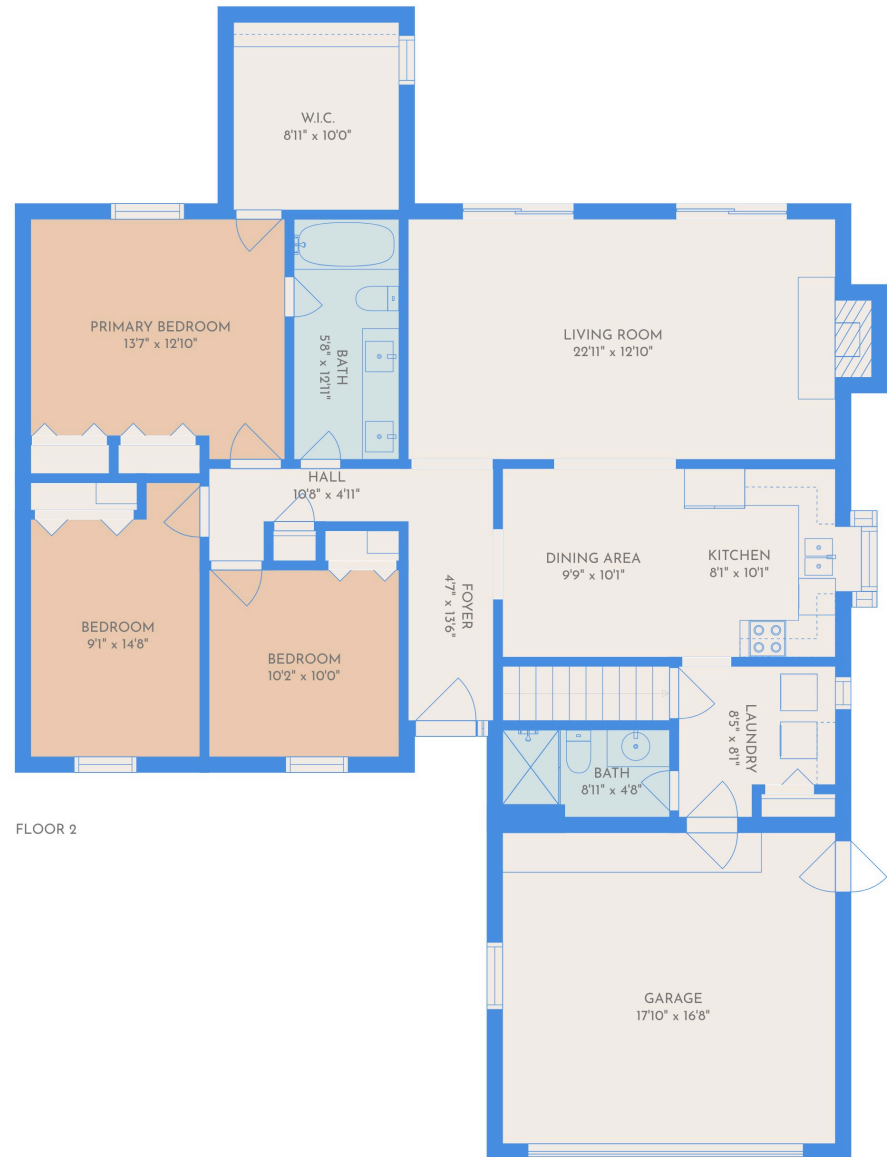 W.I.C.
8'11" x 10'0"
PRIMARY BEDROOM
13'7" x 12'10"
BATH
5'8" x 12'11"
LIVING ROOM
22'11" x 12'10"
HALL
10'8" x 4'11"
DINING AREA
9'9" x 10'1"
KITCHEN
8'1" x 10'1"
FOYER
4'7" x 13'6"
BEDROOM
9'1" x 14'8"
BEDROOM
10'2" x 10'0"
LAUNDRY
8'5" x 8'1"
BATH
8'11" x 4'8"
FLOOR 2
GARAGE
17'10" x 16'8"